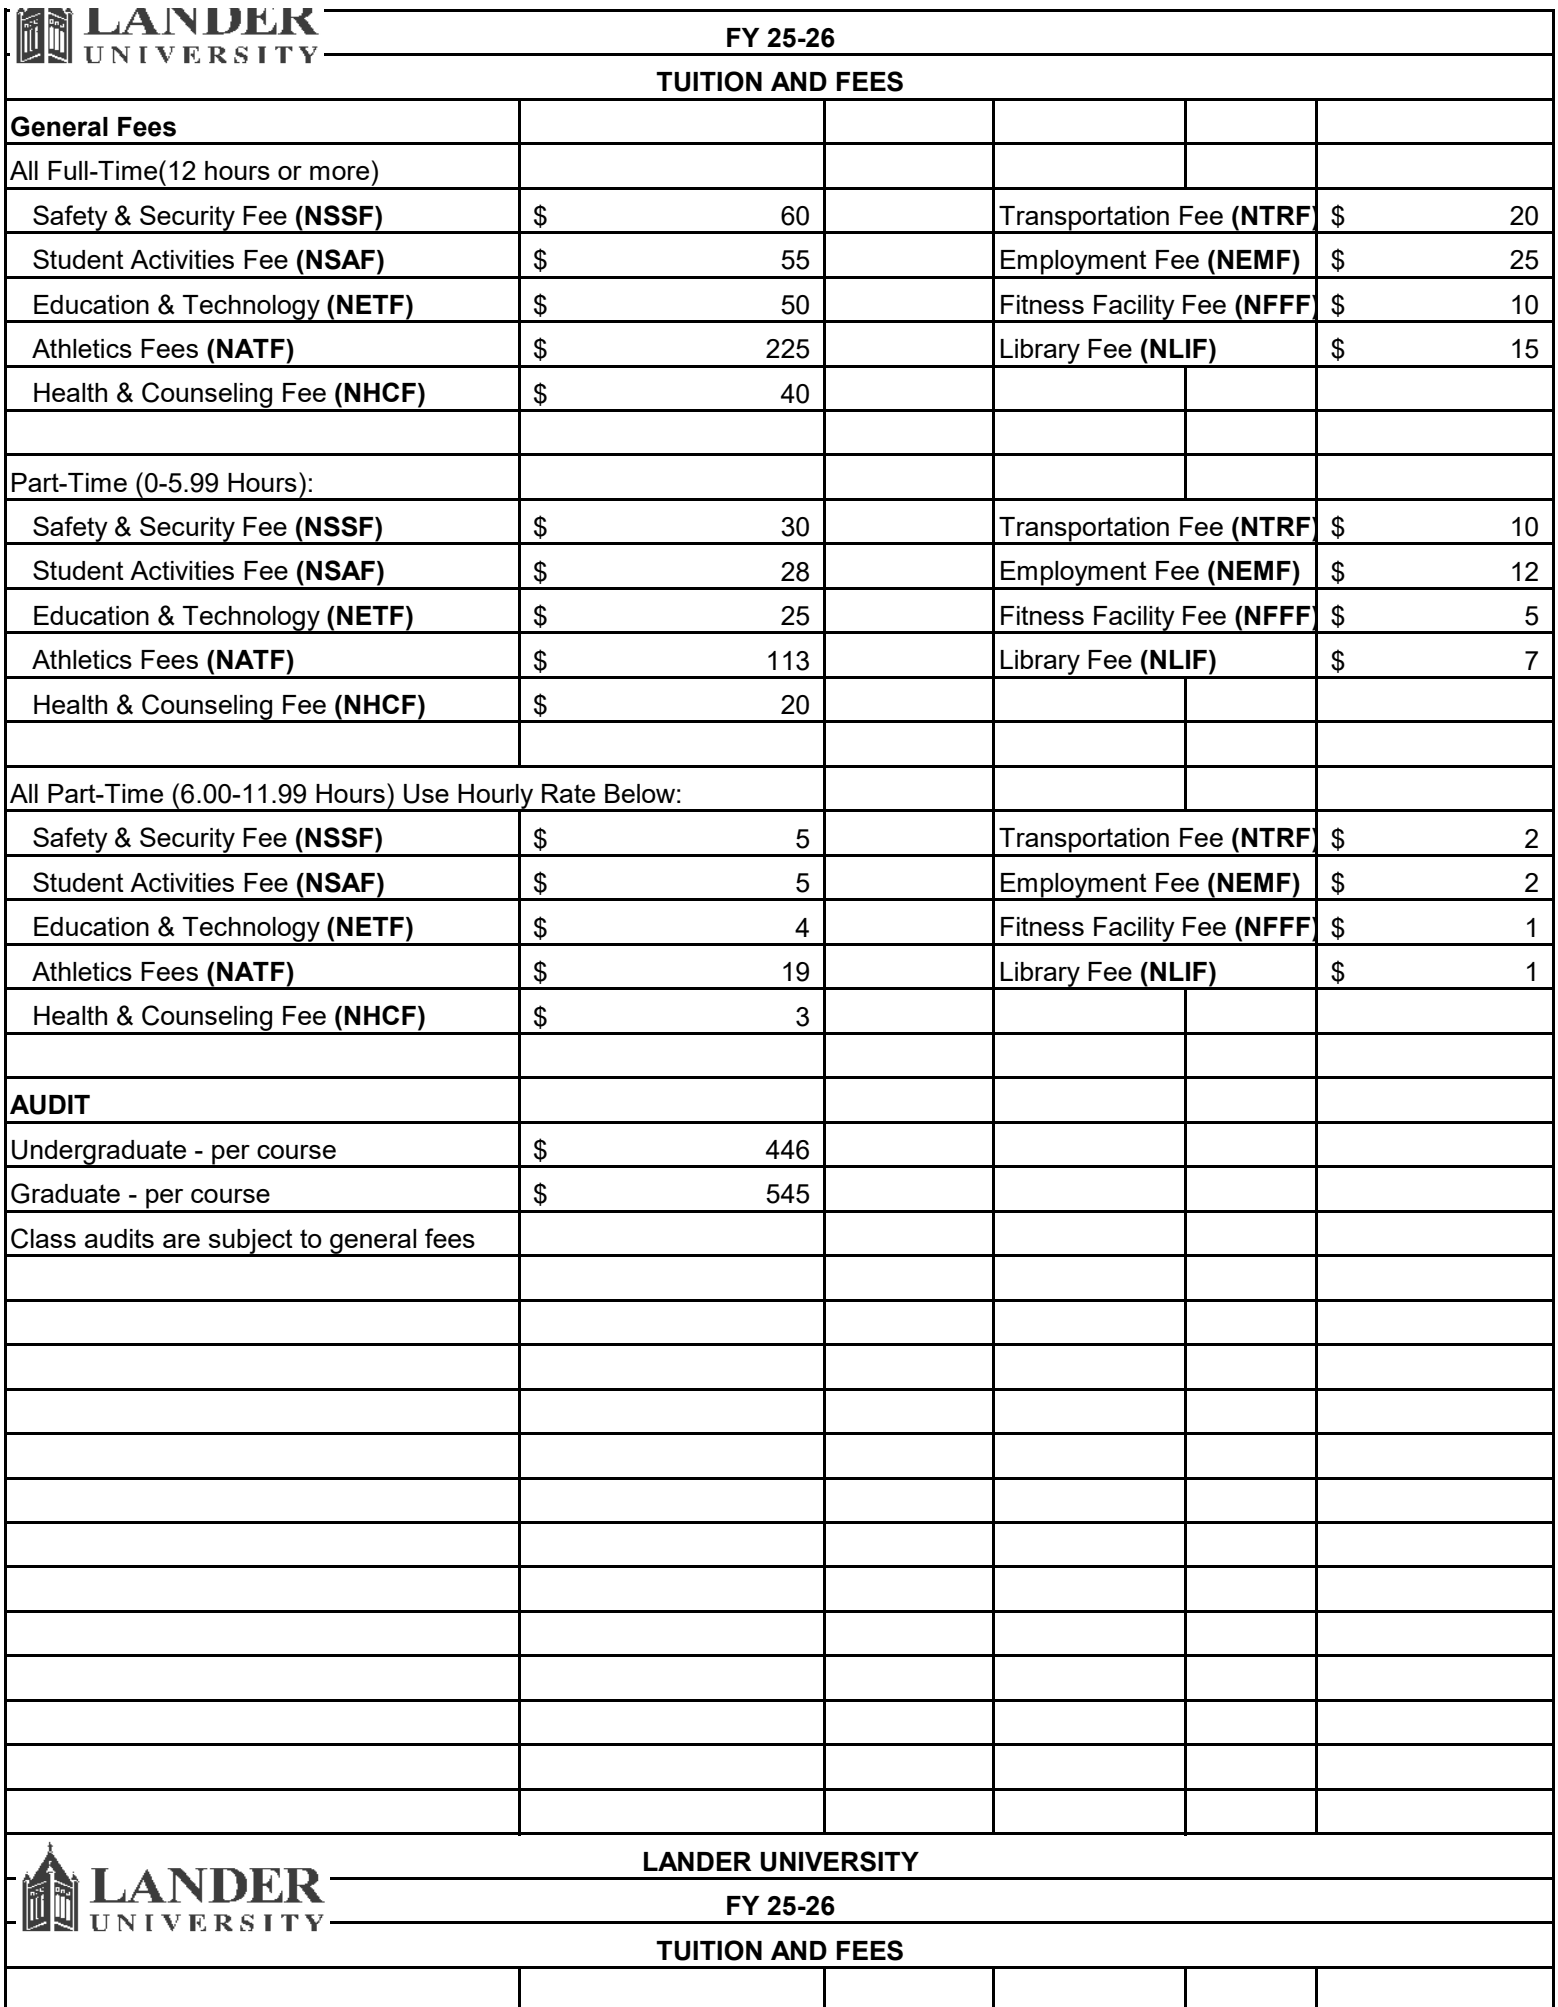 LANDER
UNIVERSITY
FY 25-26
TUITION AND FEES
General Fees
All Full-Time(12 hours or more)
Safety & Security Fee (NSSF) $ 60 Transportation Fee (NTRF) $ 20
Student Activities Fee (NSAF) $ 55 Employment Fee (NEMF) $ 25
Education & Technology (NETF) $ 50 Fitness Facility Fee (NFFF) $ 10
Athletics Fees (NATF) $ 225 Library Fee (NLIF) $ 15
Health & Counseling Fee (NHCF) $ 40
Part-Time (0-5.99 Hours):
Safety & Security Fee (NSSF) $ 30 Transportation Fee (NTRF) $ 10
Student Activities Fee (NSAF) $ 28 Employment Fee (NEMF) $ 12
Education & Technology (NETF) $ 25 Fitness Facility Fee (NFFF) $ 5
Athletics Fees (NATF) $ 113 Library Fee (NLIF) $ 7
Health & Counseling Fee (NHCF) $ 20
All Part-Time (6.00-11.99 Hours) Use Hourly Rate Below:
Safety & Security Fee (NSSF) $ 5 Transportation Fee (NTRF) $ 2
Student Activities Fee (NSAF) $ 5 Employment Fee (NEMF) $ 2
Education & Technology (NETF) $ 4 Fitness Facility Fee (NFFF) $ 1
Athletics Fees (NATF) $ 19 Library Fee (NLIF) $ 1
Health & Counseling Fee (NHCF) $ 3
AUDIT
Undergraduate - per course $ 446
Graduate - per course $ 545
Class audits are subject to general fees
LANDER
UNIVERSITY
LANDER UNIVERSITY
FY 25-26
TUITION AND FEES